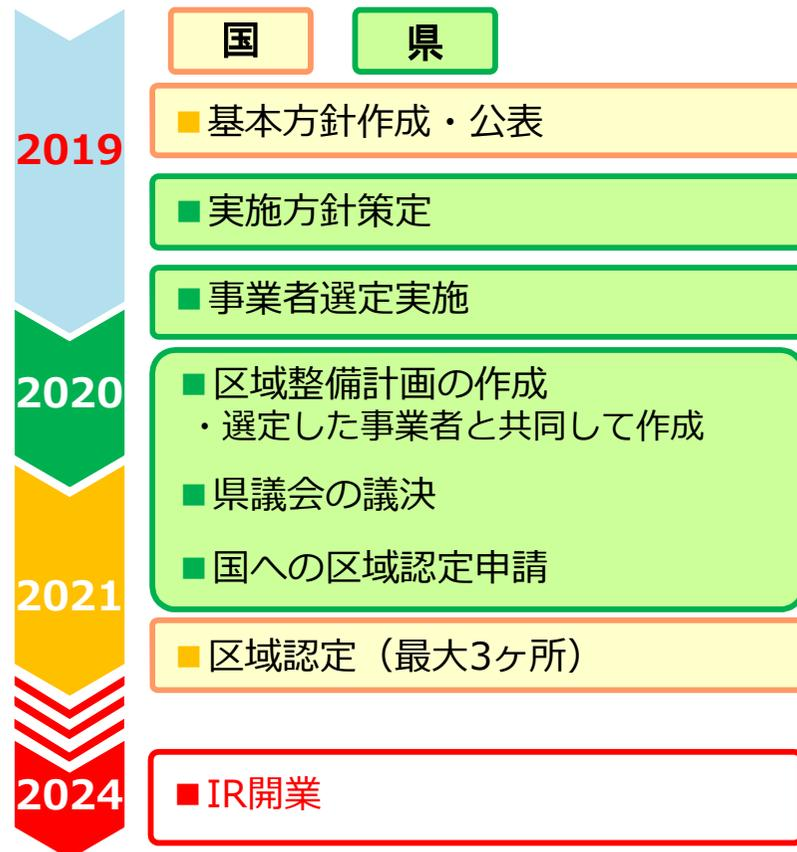 国
県
2019
■基本方針作成・公表
■実施方針策定
■事業者選定実施
2020
■区域整備計画の作成
・選定した事業者と共同して作成
■県議会の議決
2021
■国への区域認定申請
■区域認定（最大3ヶ所）
2024
■IR開業